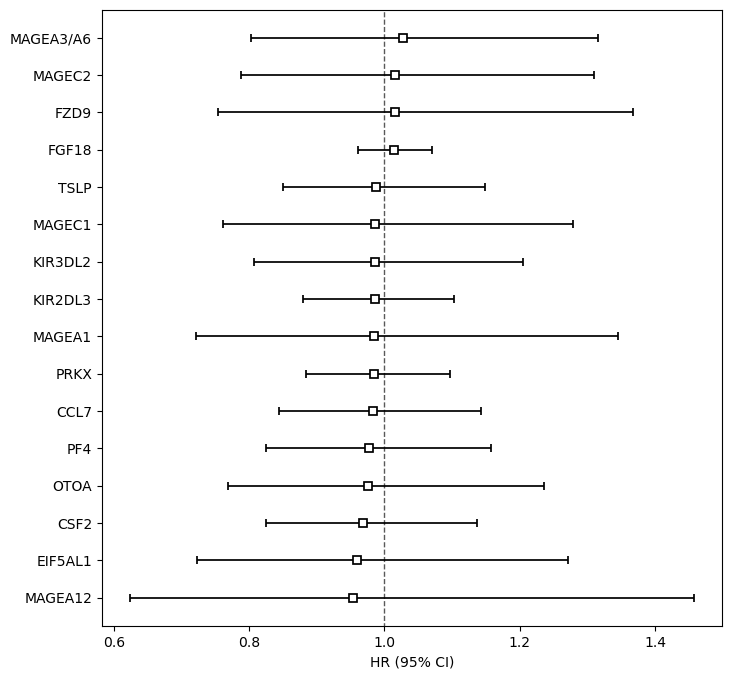 MAGEA3/A6
MAGEC2
FZD9
FGF18
TSLP
MAGEC1
KIR3DL2
KIR2DL3
MAGEA1
PRKX
CCL7
PF4
OTOA
CSF2
EIF5AL1
MAGEA12
0.6 0.8 1.0 1.2 1.4
HR (95% CI)